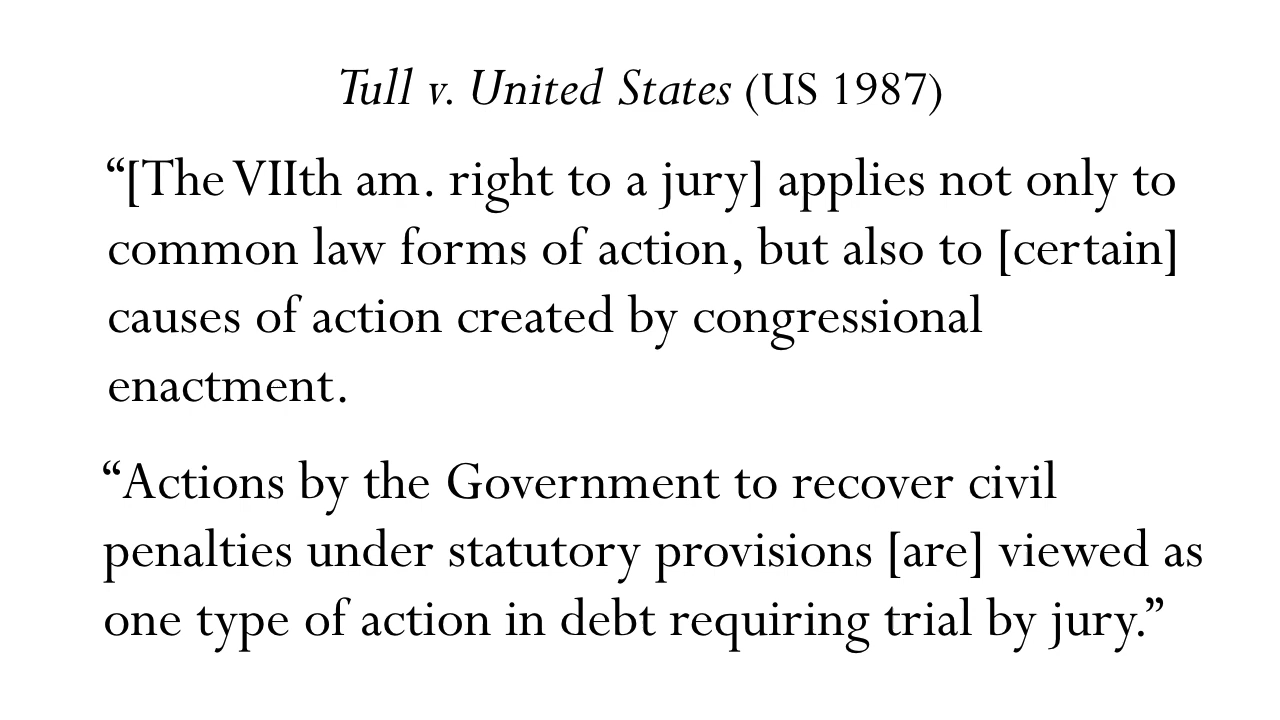 Tull v. United States (US 1987)
“[The VIIth am. right to a jury] applies not only to
common law forms of action, but also to [certain]
causes of action created by congressional
enactment.
“Actions by the Government to recover civil
penalties under statutory provisions [are] viewed as
one type of action in debt requiring trial by jury.”